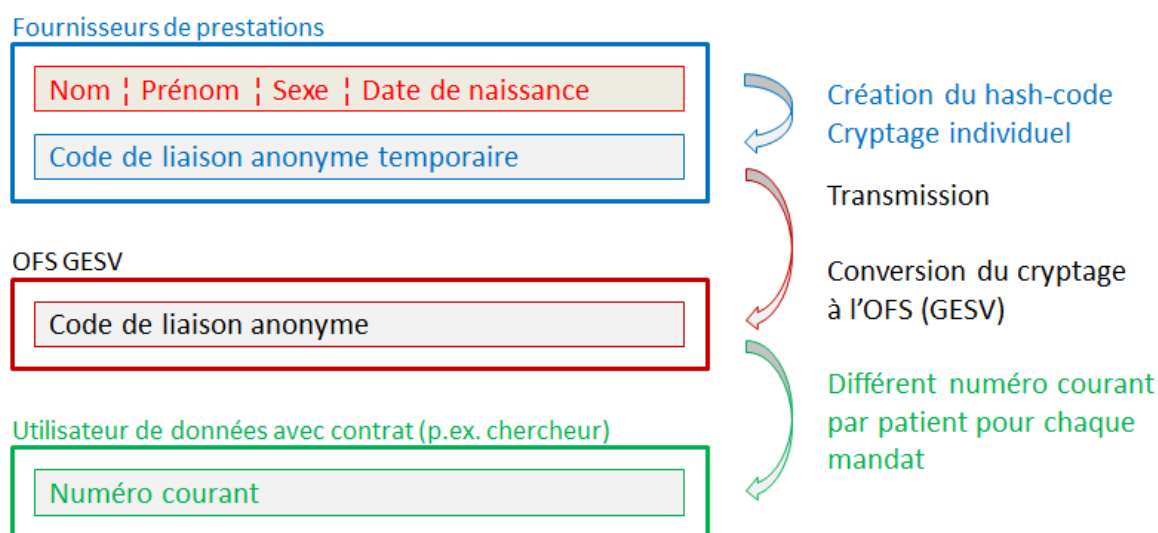 Fournisseurs de prestations
Nom ¦ Prénom ¦ Sexe ¦ Date de naissance
Code de liaison anonyme temporaire
Création du hash-code
Cryptage individuel
Transmission
OFS GESV
Code de liaison anonyme
Conversion du cryptage
à l’OFS (GESV)
Utilisateur de données avec contrat (p.ex. chercheur)
Numéro courant
Différent numéro courant
par patient pour chaque
mandat